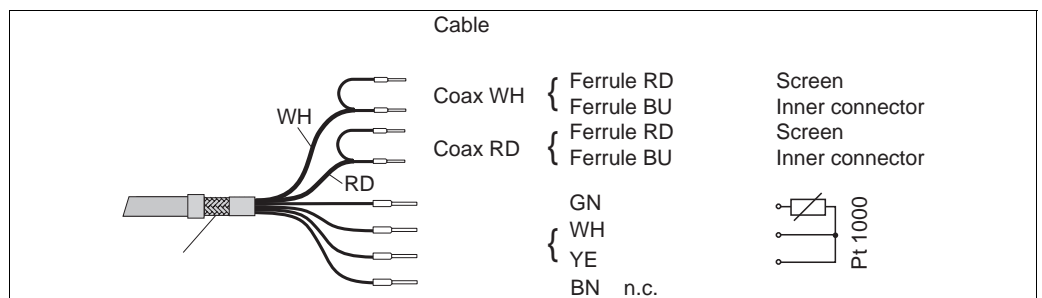 Cable
Coax WH { Ferrule RD Screen
Ferrule BU Inner connector
Coax RD { Ferrule RD Screen
Ferrule BU Inner connector
WH
RD
GN
{ WH
YE
BN n.c.
Pt 1000